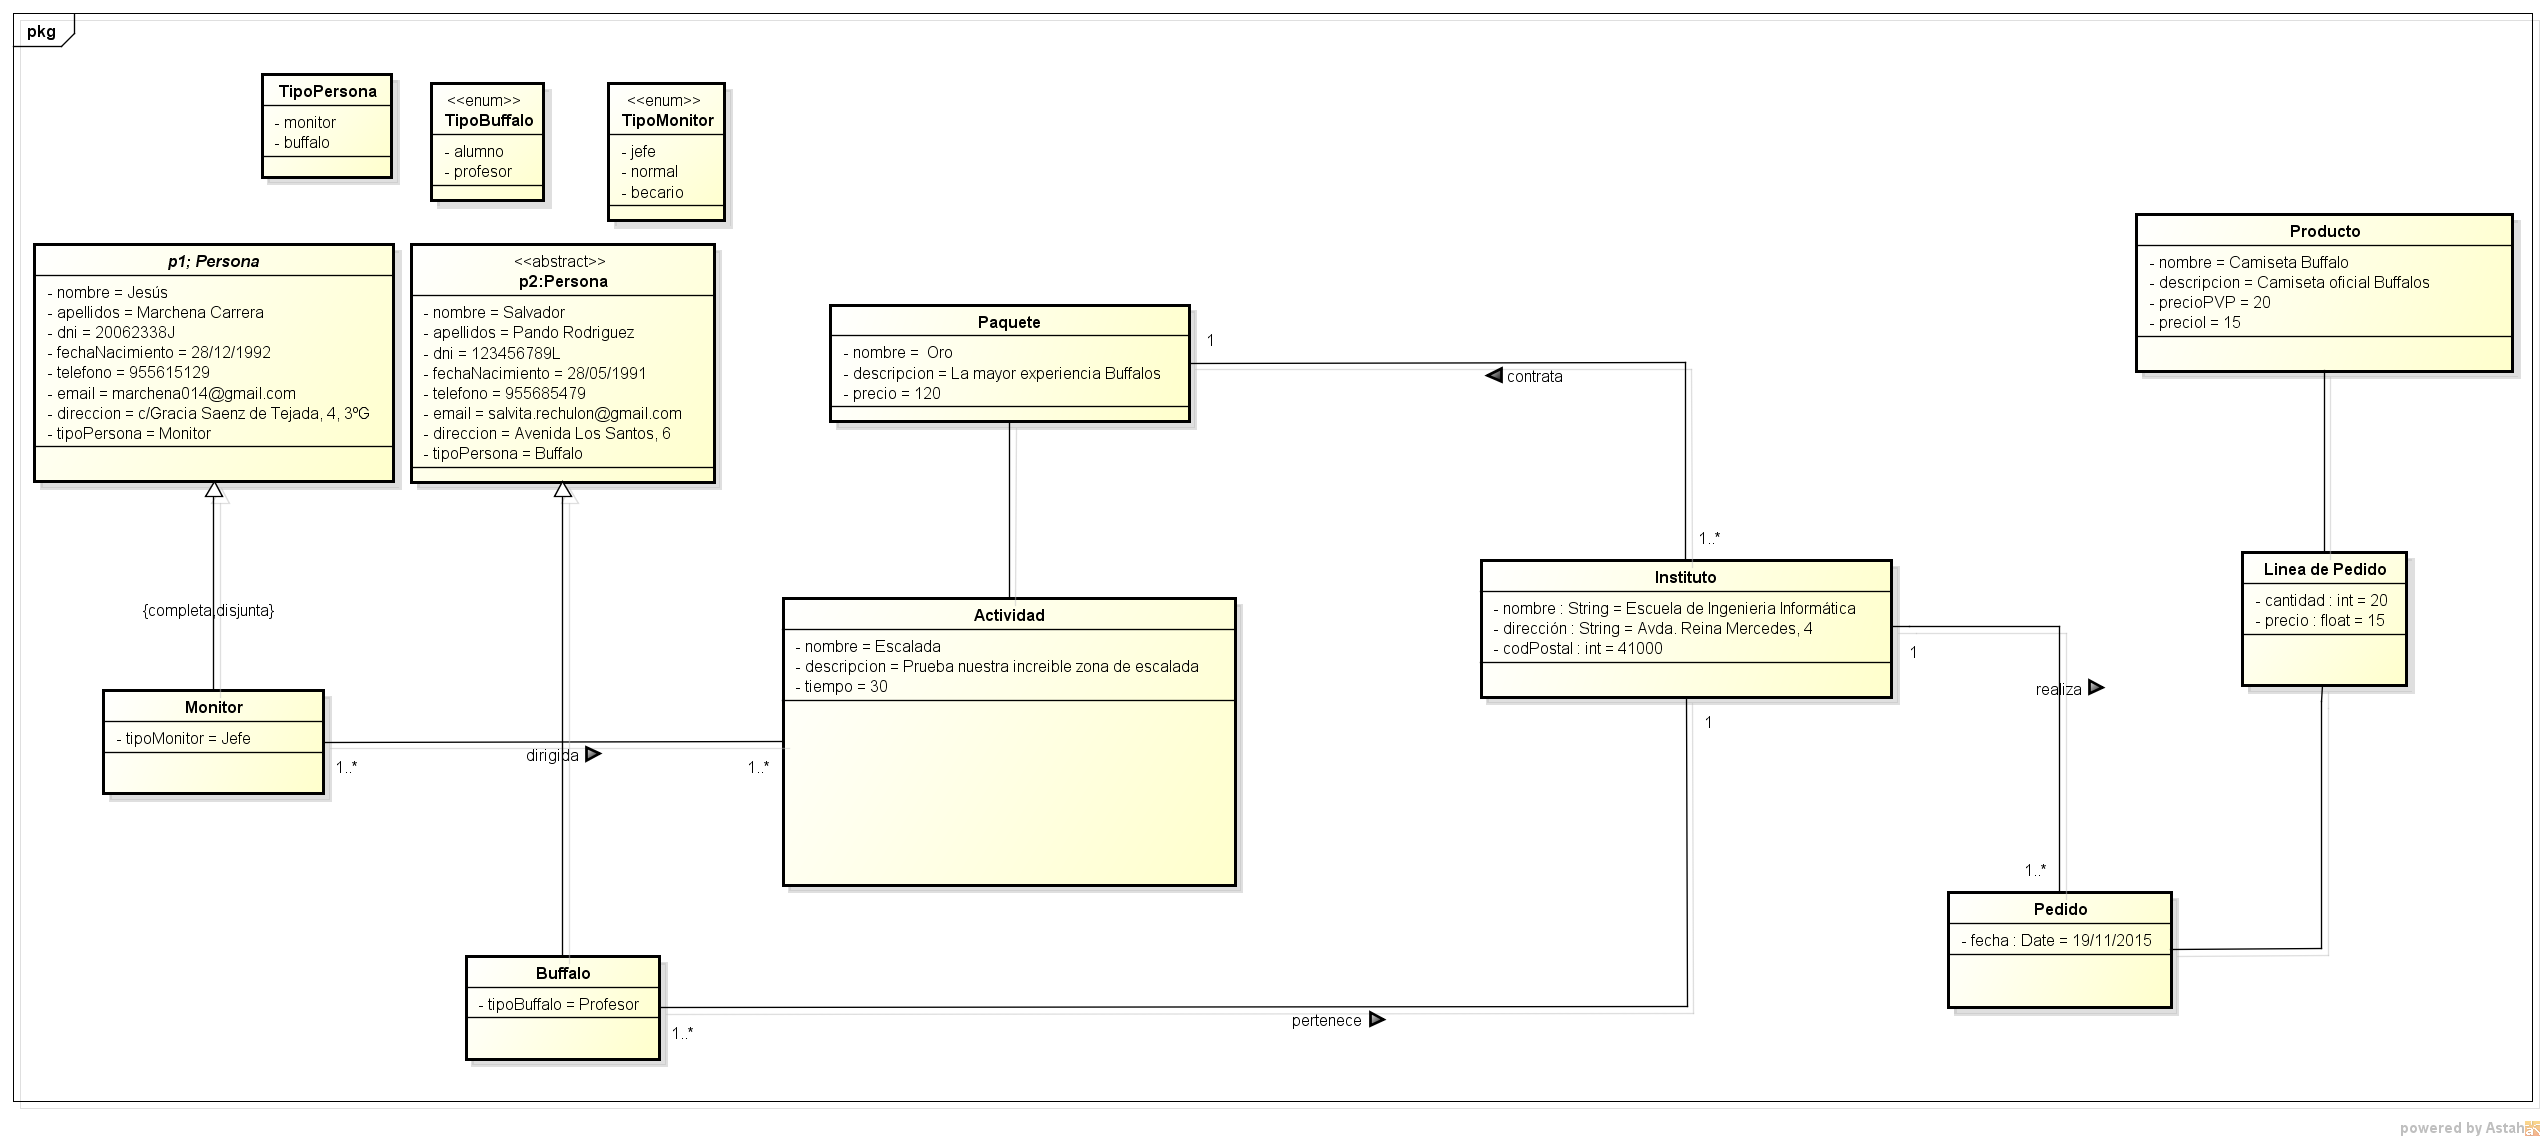 pkg
TipoPersona
- monitor
- buffalo
<<enum>>
TipoBuffalo
- alumno
- profesor
<<enum>>
TipoMonitor
- jefe
- normal
- becario
p1; Persona
- nombre = Jesús
- apellidos = Marchena Carrera
- dni = 20062338J
- fechaNacimiento = 28/12/1992
- telefono = 955615129
- email = marchena014@gmail.com
- direccion = c/Gracia Saenz de Tejada, 4, 3ºG
- tipoPersona = Monitor
<<abstract>>
p2:Persona
- nombre = Salvador
- apellidos = Pando Rodriguez
- dni = 123456789L
- fechaNacimiento = 28/05/1991
- telefono = 955685479
- email = salvita.rechulon@gmail.com
- direccion = Avenida Los Santos, 6
- tipoPersona = Buffalo
Paquete
- nombre =  Oro
- descripcion = La mayor experiencia Buffalos
- precio = 120
1
contrata
1..*
Producto
- nombre = Camiseta Buffalo
- descripcion = Camiseta oficial Buffalos
- precioPVP = 20
- precioI = 15
Instituto
- nombre : String = Escuela de Ingenieria Informática
- dirección : String = Avda. Reina Mercedes, 4
- codPostal : int = 41000
1
1
realiza
1..*
Linea de Pedido
- cantidad : int = 20
- precio : float = 15
{completa,disjunta}
Actividad
- nombre = Escalada
- descripcion = Prueba nuestra increible zona de escalada
- tiempo = 30
Monitor
- tipoMonitor = Jefe
1..*
dirigida
1..*
Pedido
- fecha : Date = 19/11/2015
Buffalo
- tipoBuffalo = Profesor
1..*
pertenece
powered by Astah